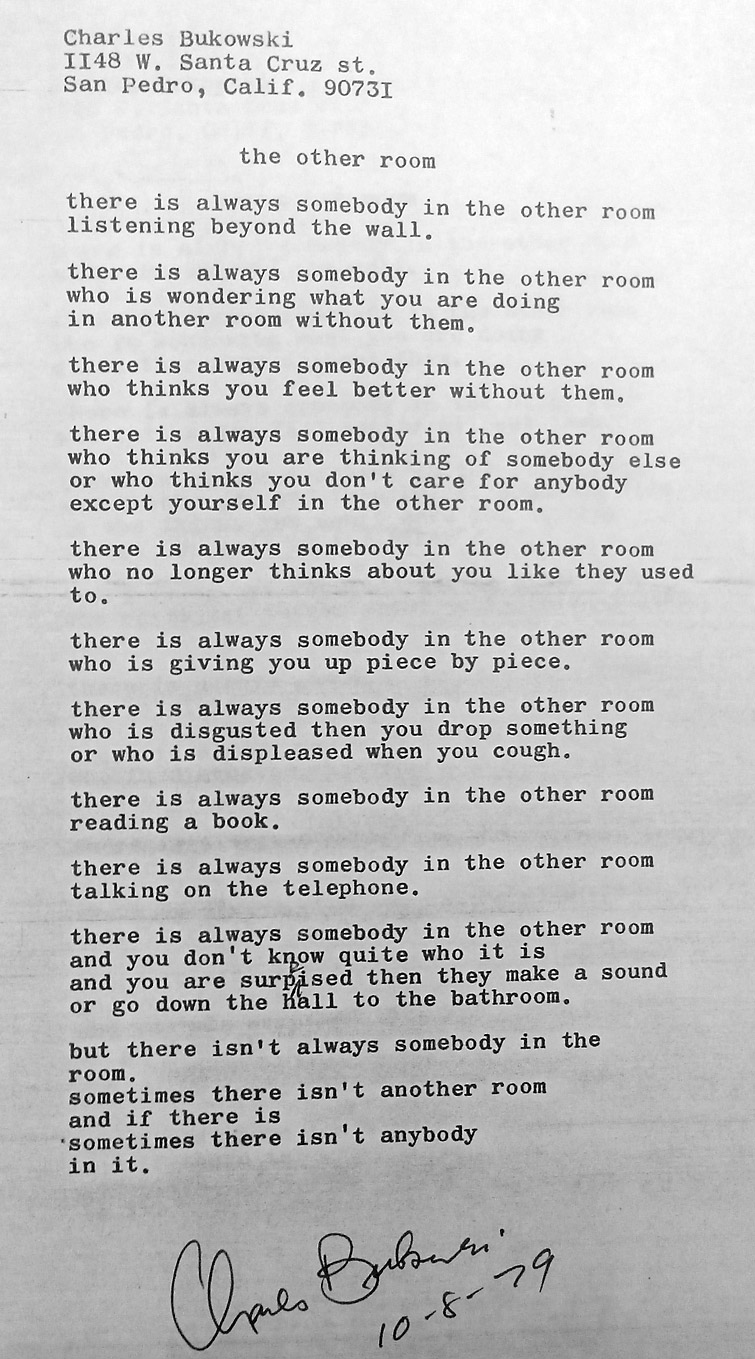 Charles Bukowski
II48 W. Santa Cruz st.
San Pedro, Calif. 9073I
the other room
there is always somebody in the other room
listening beyond the wall.
there is always somebody in the other room
who is wondering what you are doing
in another room without them.
there is always somebody in the other room
who thinks you feel better without them.
there is always somebody in the other room
who thinks you are thinking of somebody else
or who thinks you don't care for anybody
except yourself in the other room.
there is always somebody in the other room
who no longer thinks about you like they used
to.
there is always somebody in the other room
who is giving you up piece by piece.
there is always somebody in the other room
who is disgusted then you drop something
or who is displeased when you cough.
there is always somebody in the other room
reading a book.
there is always somebody in the other room
talking on the telephone.
there is always somebody in the other room
and you don't know quite who it is
and you are surprised then they make a sound
or go down the hall to the bathroom.
but there isn't always somebody in the
room.
sometimes there isn't another room
and if there is
sometimes there isn't anybody
in it.
Charles Bukowski
10-8-79